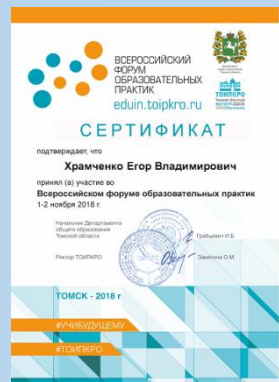 ВСЕРОССИЙСКИЙ
ФОРУМ
ОБРАЗОВАТЕЛЬНЫХ
ПРАКТИК
eduin.toipkro.ru
ТОИПКРО
СЕРТИФИКАТ
подтверждает, что
Храмченко Егор Владимирович
принял (а) участие во
Всероссийском форуме образовательных практик
1-2 ноября 2018 г.
Начальник Департамента
общего образования
Томской области
Грабцевич И.Б.
Ректор ТОИПКРО
Замятина О.М.
ТОМСК - 2018 г
#УЧИБУДУЩЕМУ
#ТОИПКРО